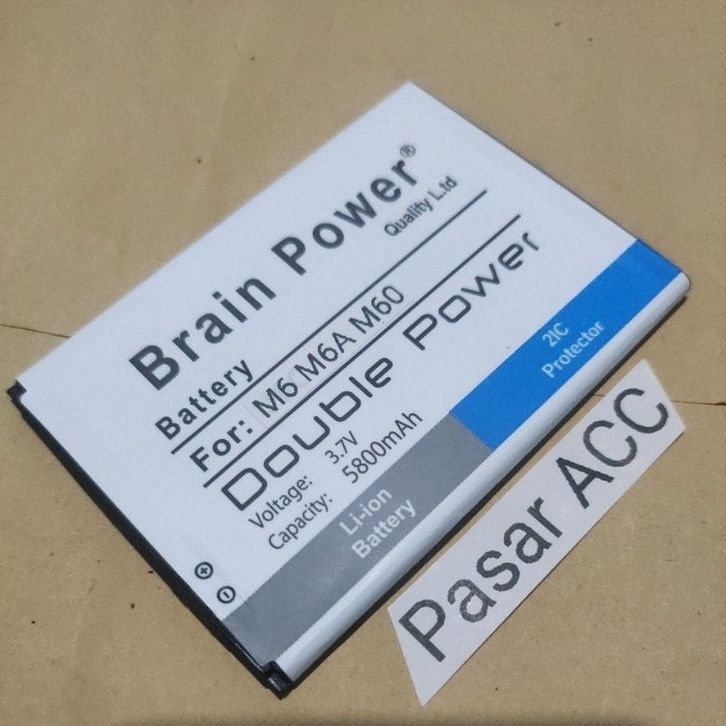 Brain Power®
Quality L.td
Battery
For: M6 M6A M60
Double Power
Voltage: 3.7V
Capacity: 5800mAh
Li-ion
Battery
2IC
Protector
Pasar ACC